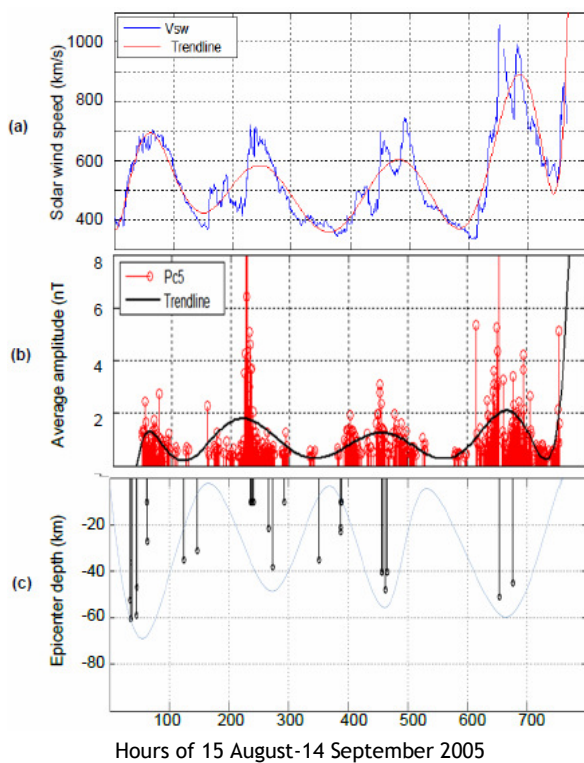 1000
800
600
400
Solar wind speed (km/s)
(a)
Vsw
Trendline
8
6
4
2
Average amplitude (nT
(b)
Pc5
Trendline
-20
-40
-60
-80
Epicenter depth (km)
(c)
100 200 300 400 500 600 700
Hours of 15 August-14 September 2005